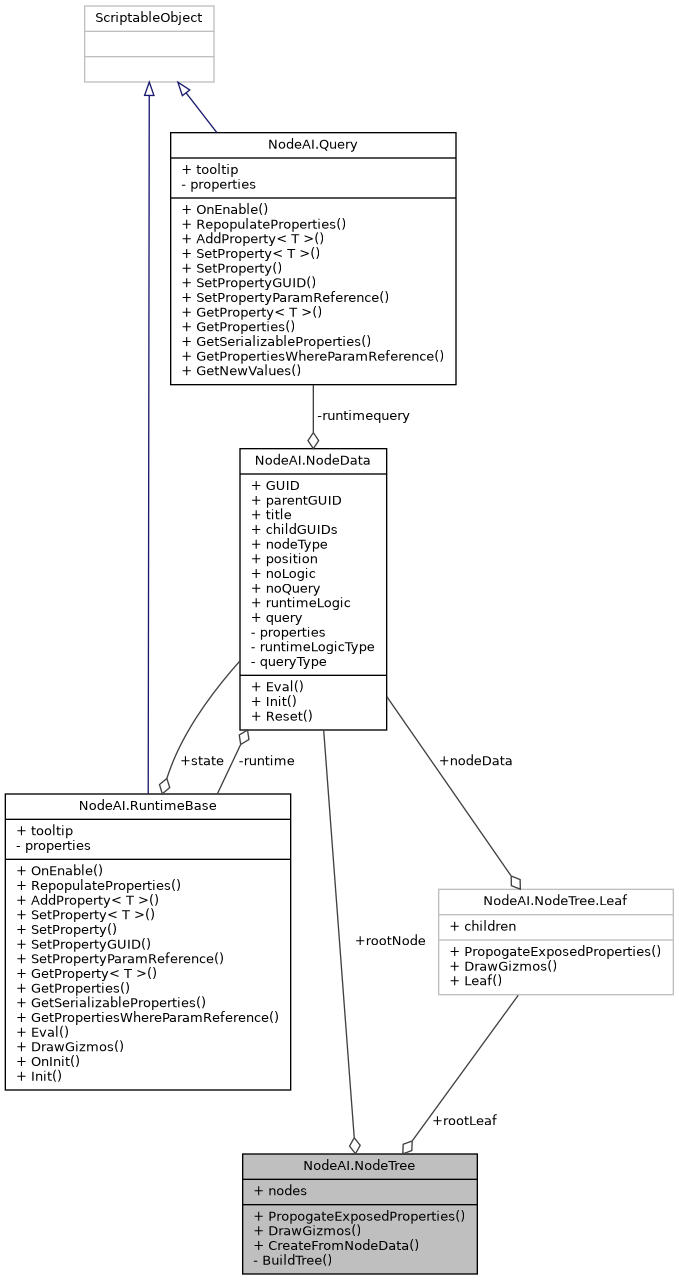 ScriptableObject
NodeAI.Query
+ tooltip
- properties
+ OnEnable()
+ RepopulateProperties()
+ AddProperty< T >()
+ SetProperty< T >()
+ SetProperty()
+ SetPropertyGUID()
+ SetPropertyParamReference()
+ GetProperty< T >()
+ GetProperties()
+ GetSerializableProperties()
+ GetPropertiesWhereParamReference()
+ GetNewValues()
-runtimequery
NodeAI.NodeData
+ GUID
+ parentGUID
+ title
+ childGUIDs
+ nodeType
+ position
+ noLogic
+ noQuery
+ runtimeLogic
+ query
- properties
- runtimeLogicType
- queryType
+ Eval()
+ Init()
+ Reset()
+state
-runtime
+nodeData
NodeAI.RuntimeBase
+ tooltip
- properties
+ OnEnable()
+ RepopulateProperties()
+ AddProperty< T >()
+ SetProperty< T >()
+ SetProperty()
+ SetPropertyGUID()
+ SetPropertyParamReference()
+ GetProperty< T >()
+ GetProperties()
+ GetSerializableProperties()
+ GetPropertiesWhereParamReference()
+ Eval()
+ DrawGizmos()
+ OnInit()
+ Init()
+rootNode
NodeAI.NodeTree.Leaf
+ children
+ PropogateExposedProperties()
+ DrawGizmos()
+ Leaf()
+rootLeaf
NodeAI.NodeTree
+ nodes
+ PropogateExposedProperties()
+ DrawGizmos()
+ CreateFromNodeData()
- BuildTree()